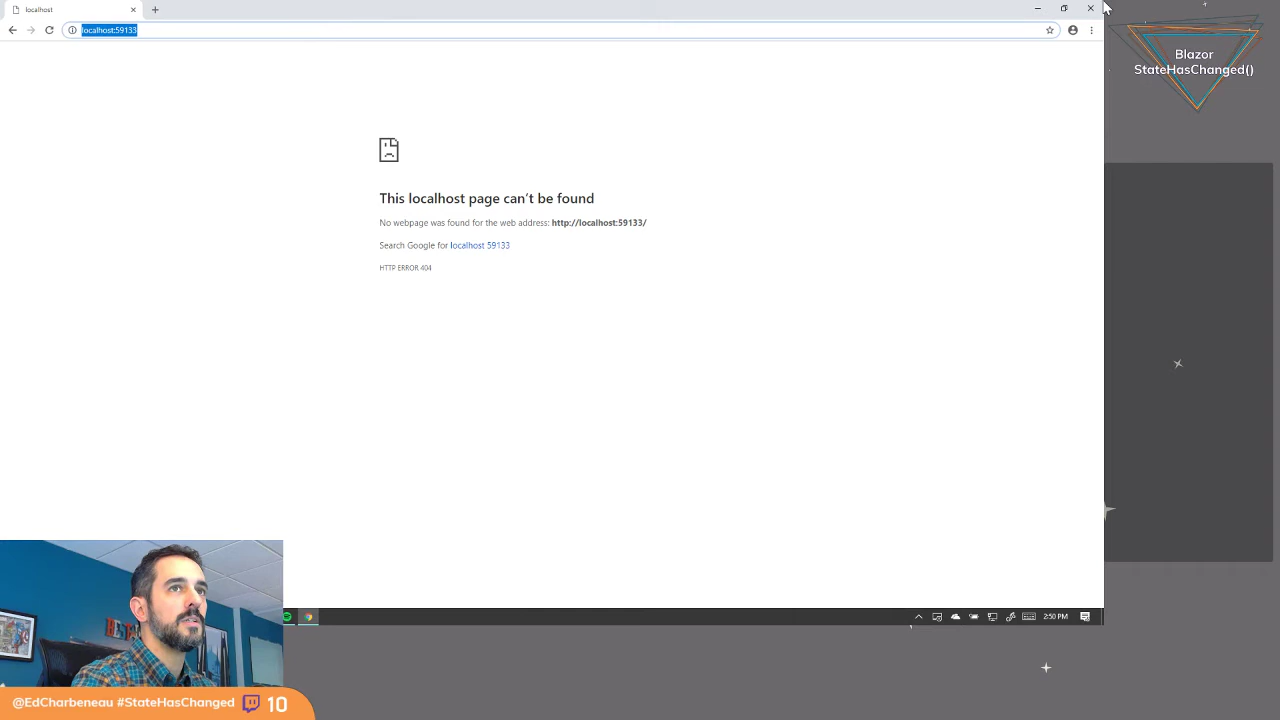 localhost
localhost:59133
Blazor
StateHasChanged()
This localhost page can't be found
No webpage was found for the web address: http://localhost:59133/
Search Google for localhost 59133
HTTP ERROR 404
2:50 PM
@EdCharbeneau #StateHasChanged 10